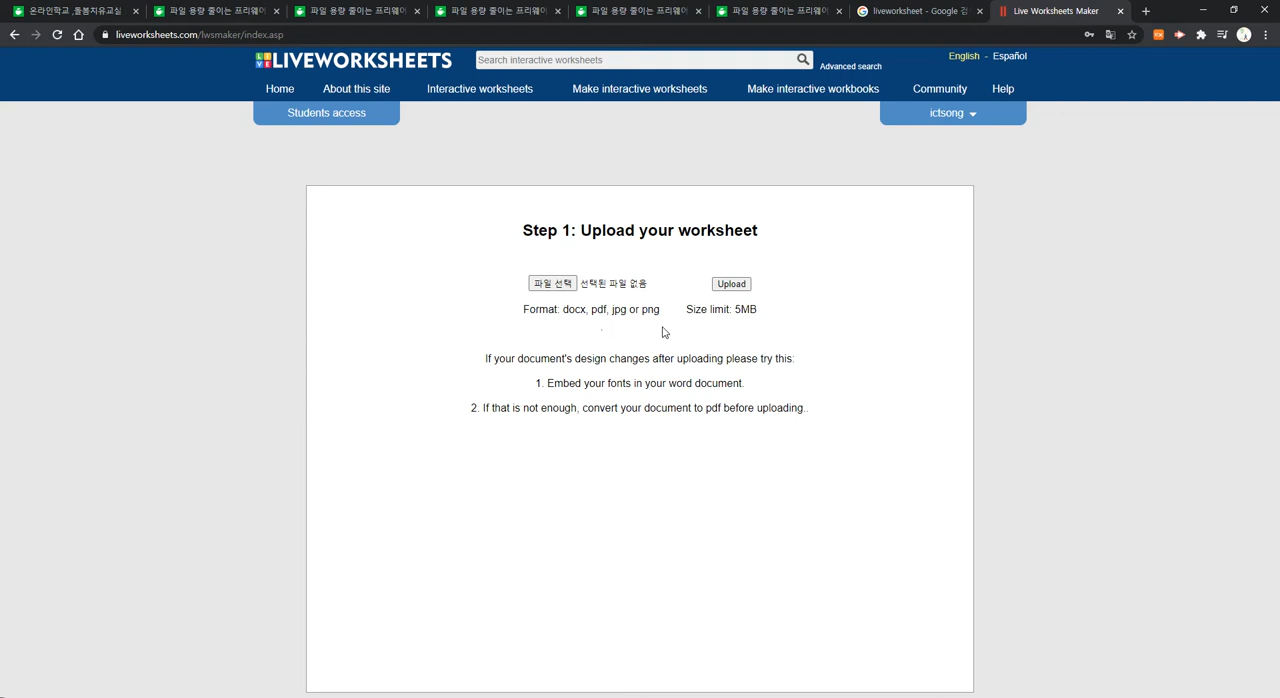 온라인학교 ,돌봄치유교실
파일 용량 줄이는 프리웨어
파일 용량 줄이는 프리웨어
파일 용량 줄이는 프리웨어
파일 용량 줄이는 프리웨어
파일 용량 줄이는 프리웨어
liveworksheet - Google 검
Live Worksheets Maker
liveworksheets.com/lwsmaker/index.asp
LIVE LIVEWORKSHEETS
Search interactive worksheets
Advanced search
English - Español
Home About this site Interactive worksheets Make interactive worksheets Make interactive workbooks Community Help
Students access
ictsong
Step 1: Upload your worksheet
파일 선택 선택된 파일 없음
Upload
Format: docx, pdf, jpg or png Size limit: 5MB
If your document's design changes after uploading please try this:
1. Embed your fonts in your word document.
2. If that is not enough, convert your document to pdf before uploading..